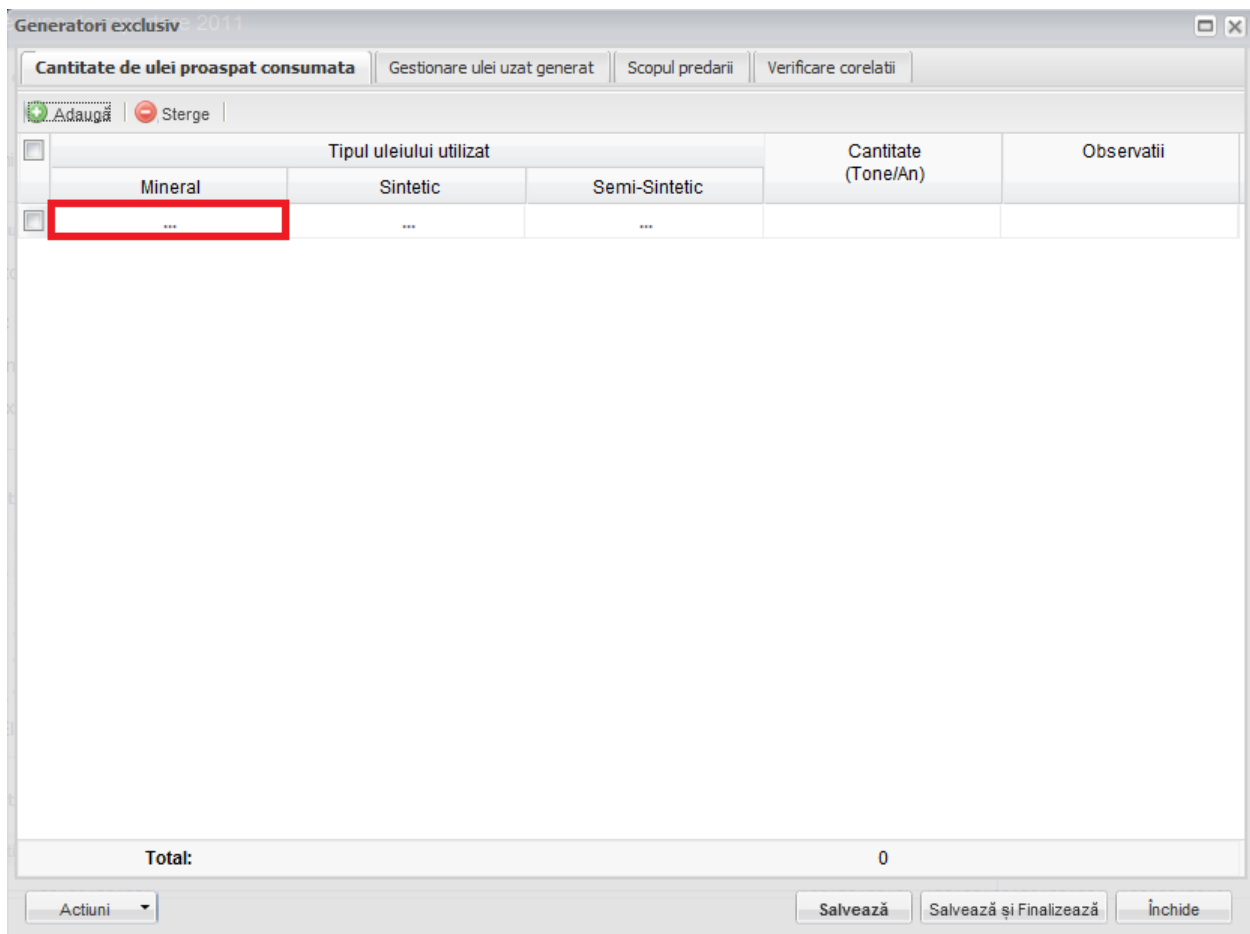 Generatori exclusiv e 2011
Cantitate de ulei proaspat consumata Gestionare ulei uzat generat Scopul predarii Verificare corelatii
Adaugă Sterge
Tipul uleiului utilizat Cantitate Observatii
(Tone/An)
Mineral Sintetic Semi-Sintetic
... ... ...
Total: 0
Actiuni Salvează Salvează și Finalizează Închide